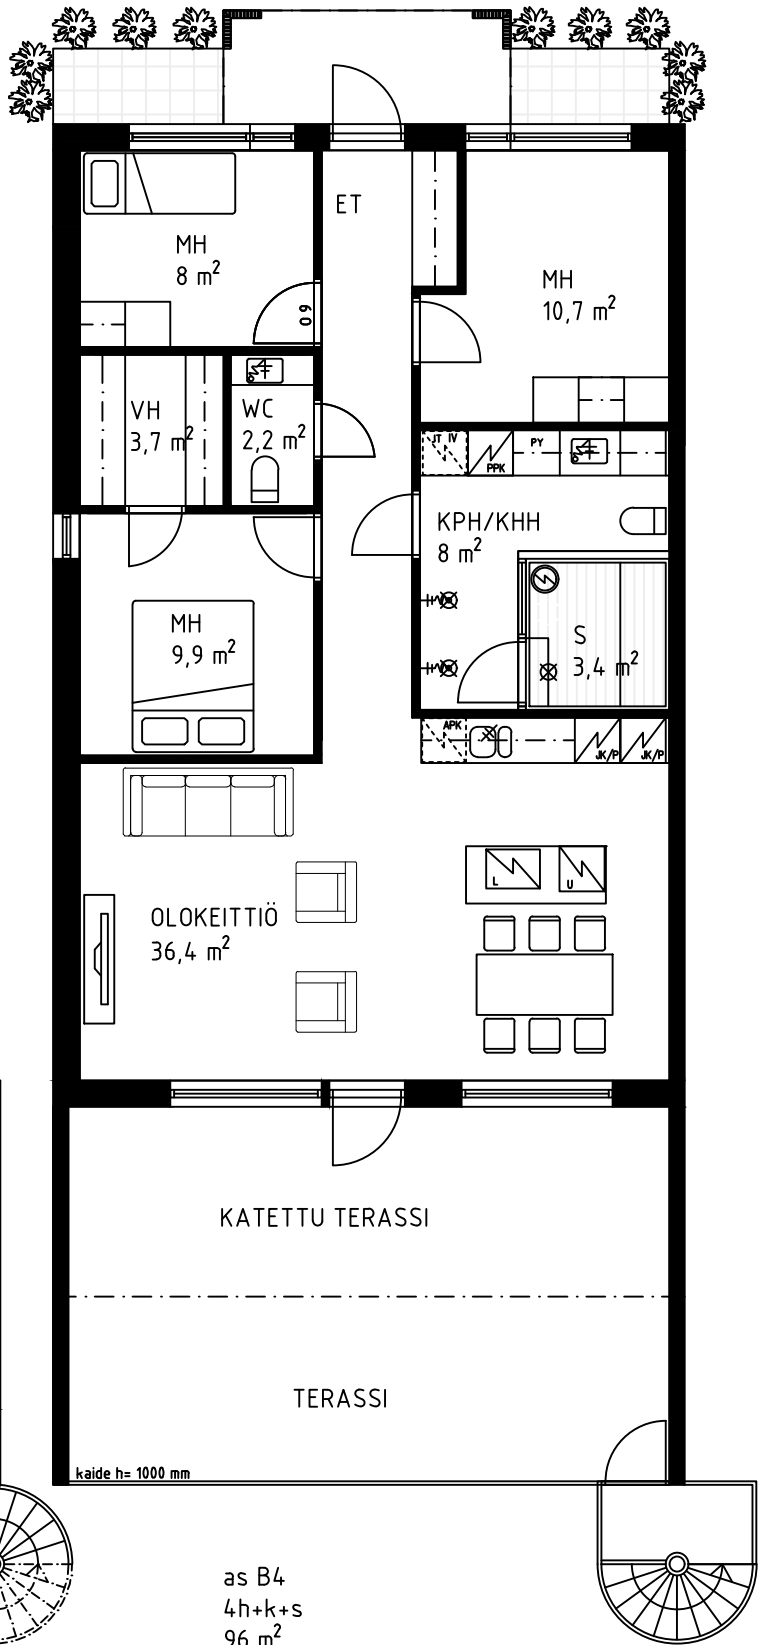 ET
MH
8 m²
60
MH
10,7 m²
VH
3,7 m²
WC
2,2 m²
JT IV
PPK
PY
KPH/KHH
8 m²
MH
9,9 m²
S
3,4 m²
APK
JK/P
JK/P
L
U
OLOKEITTIÖ
36,4 m²
KATETTU TERASSI
TERASSI
kaide h= 1000 mm
as B4
4h+k+s
96 m²